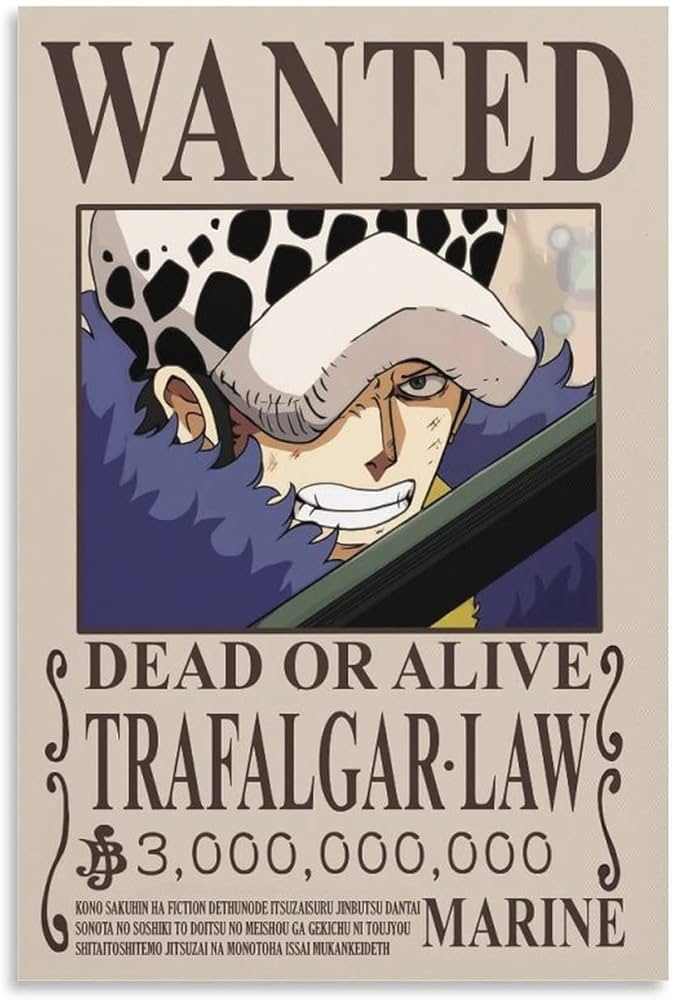 WANTED
DEAD OR ALIVE
TRAFALGAR·LAW
฿3,000,000,000
KONO SAKUHIN HA FICTION DETHUNODE ITSUZAISURU JINBUTSU DANTAI
SONOTA NO SOSHIKI TO DOITSU NO MEISHOU GA GEKICHU NI TOUJYOU
SHITAITOSHITEMO JITSUZAI NA MONOTOHA ISSAI MUKANKEIDETH
MARINE